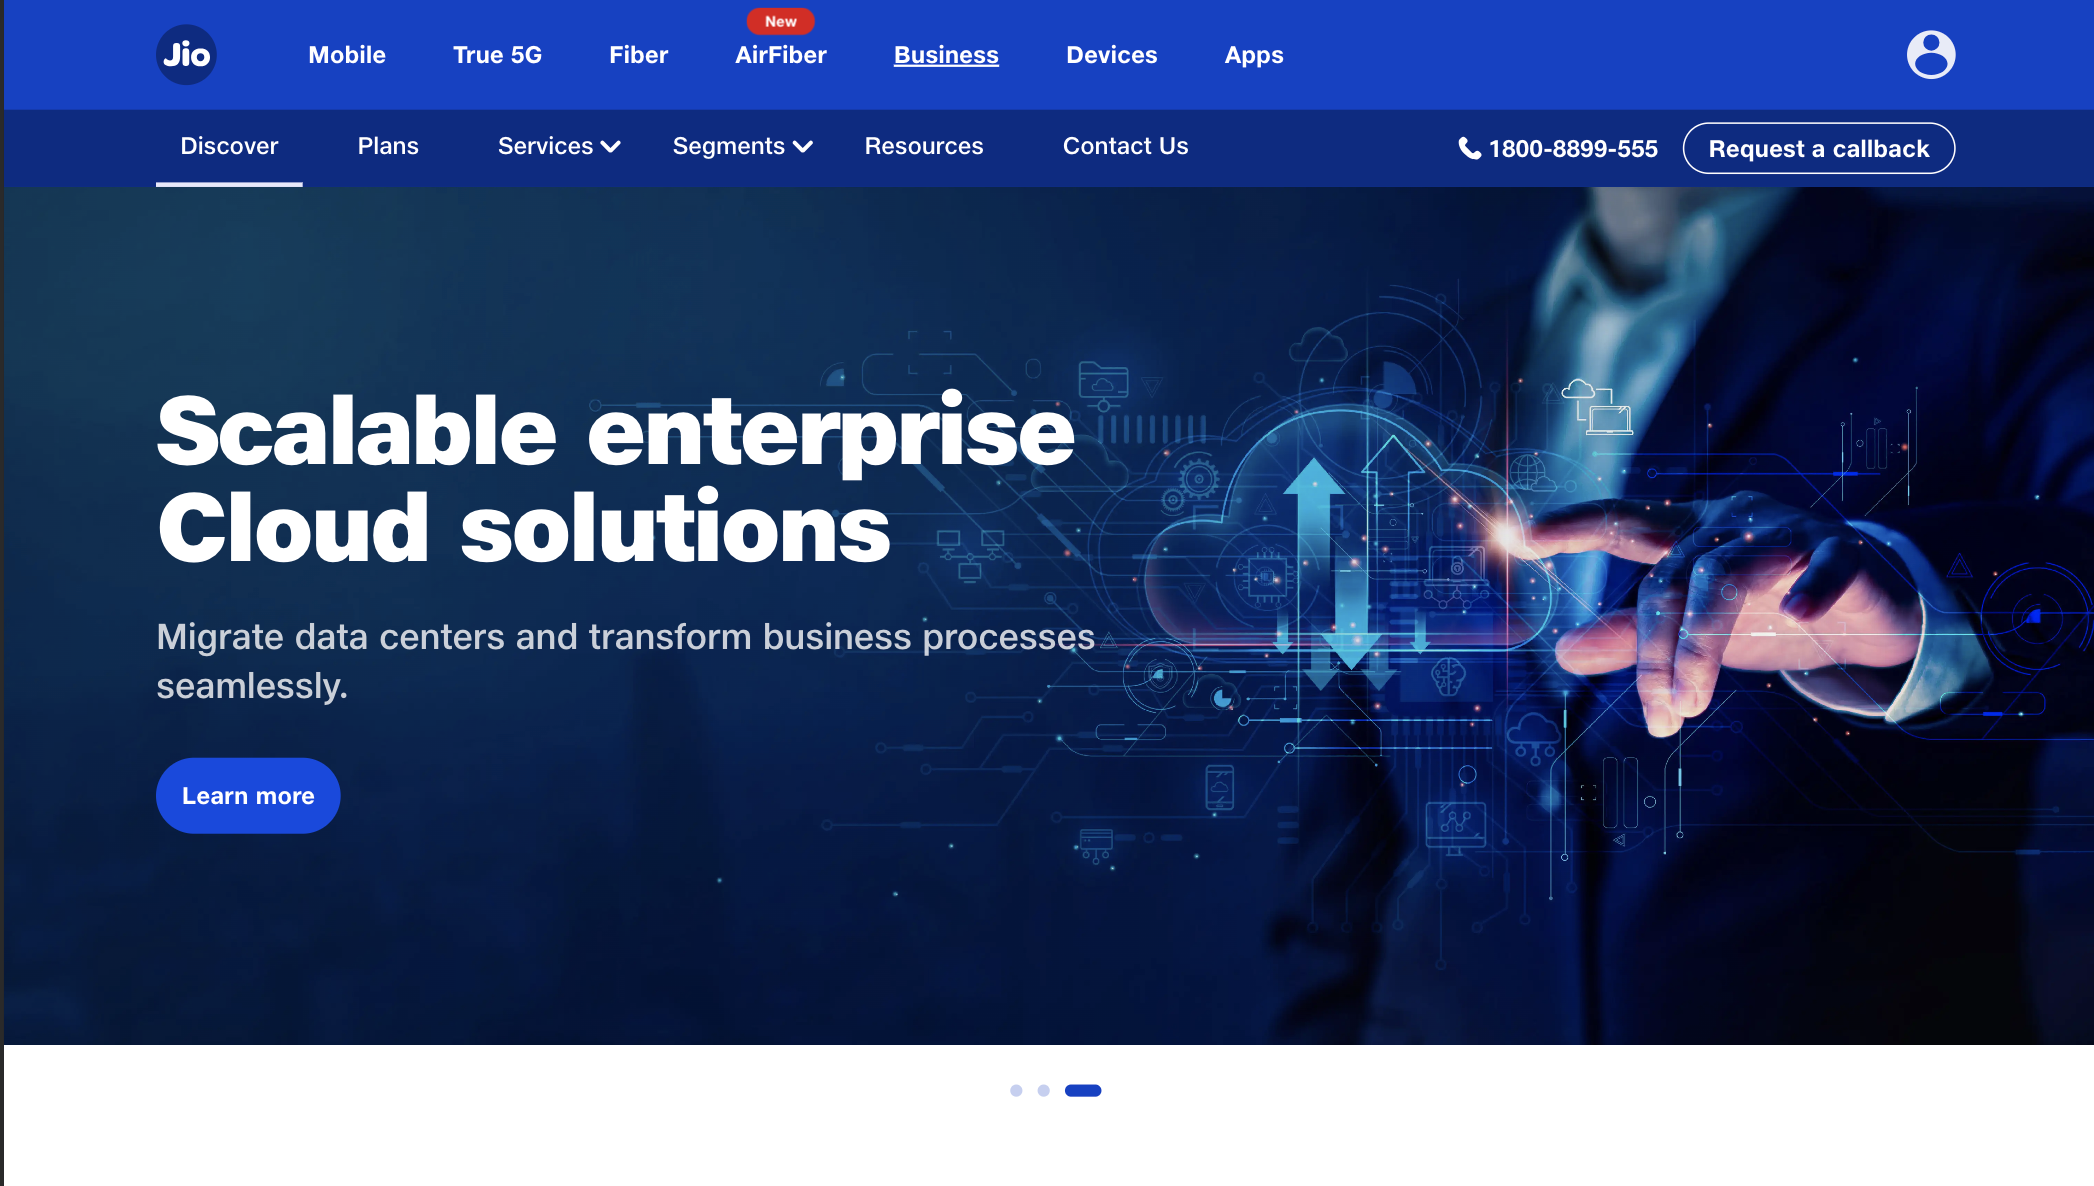 Jio
New
Mobile True 5G Fiber AirFiber Business Devices Apps
Discover Plans Services Segments Resources Contact Us 1800-8899-555 Request a callback
Scalable enterprise
Cloud solutions
Migrate data centers and transform business processes
seamlessly.
Learn more